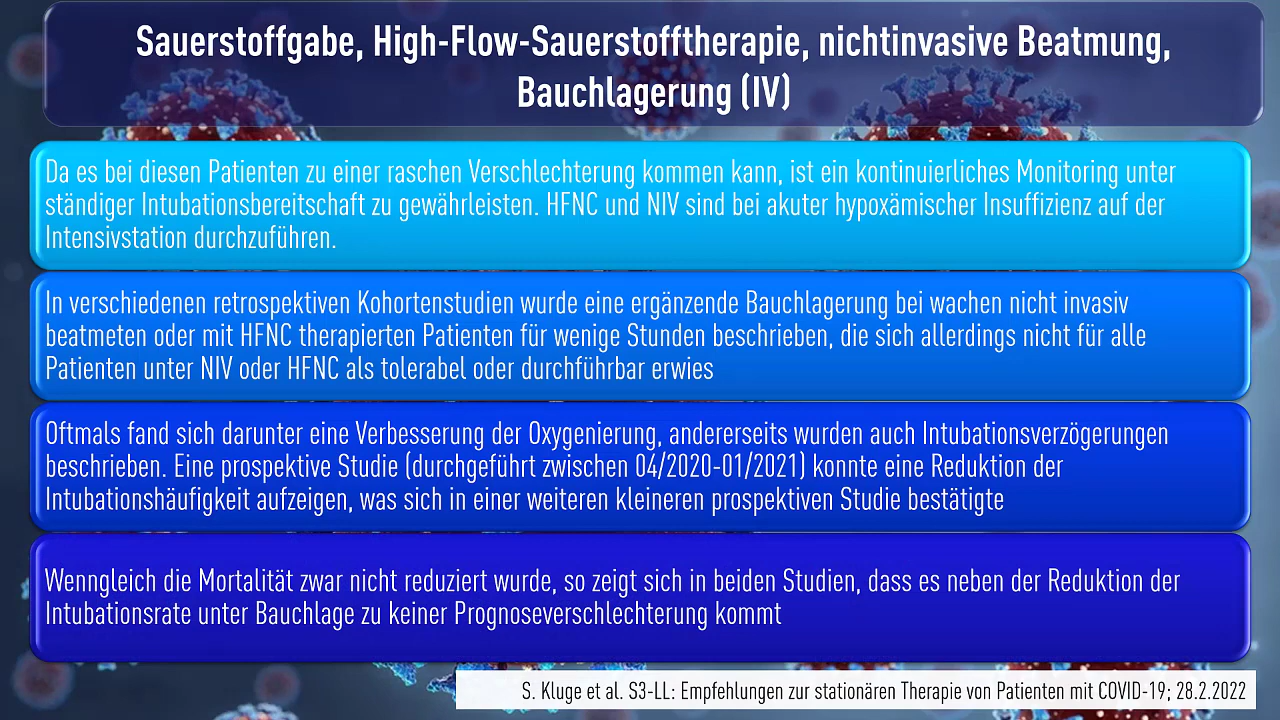 Sauerstoffgabe, High-Flow-Sauerstofftherapie, nichtinvasive Beatmung,
Bauchlagerung (IV)
Da es bei diesen Patienten zu einer raschen Verschlechterung kommen kann, ist ein kontinuierliches Monitoring unter
ständiger Intubationsbereitschaft zu gewährleisten. HFNC und NIV sind bei akuter hypoxämischer Insuffizienz auf der
Intensivstation durchzuführen.
In verschiedenen retrospektiven Kohortenstudien wurde eine ergänzende Bauchlagerung bei wachen nicht invasiv
beatmeten oder mit HFNC therapierten Patienten für wenige Stunden beschrieben, die sich allerdings nicht für alle
Patienten unter NIV oder HFNC als tolerabel oder durchführbar erwies
Oftmals fand sich darunter eine Verbesserung der Oxygenierung, andererseits wurden auch Intubationsverzögerungen
beschrieben. Eine prospektive Studie (durchgeführt zwischen 04/2020-01/2021) konnte eine Reduktion der
Intubationshäufigkeit aufzeigen, was sich in einer weiteren kleineren prospektiven Studie bestätigte
Wenngleich die Mortalität zwar nicht reduziert wurde, so zeigt sich in beiden Studien, dass es neben der Reduktion der
Intubationsrate unter Bauchlage zu keiner Prognoseverschlechterung kommt
S. Kluge et al. S3-LL: Empfehlungen zur stationären Therapie von Patienten mit COVID-19; 28.2.2022